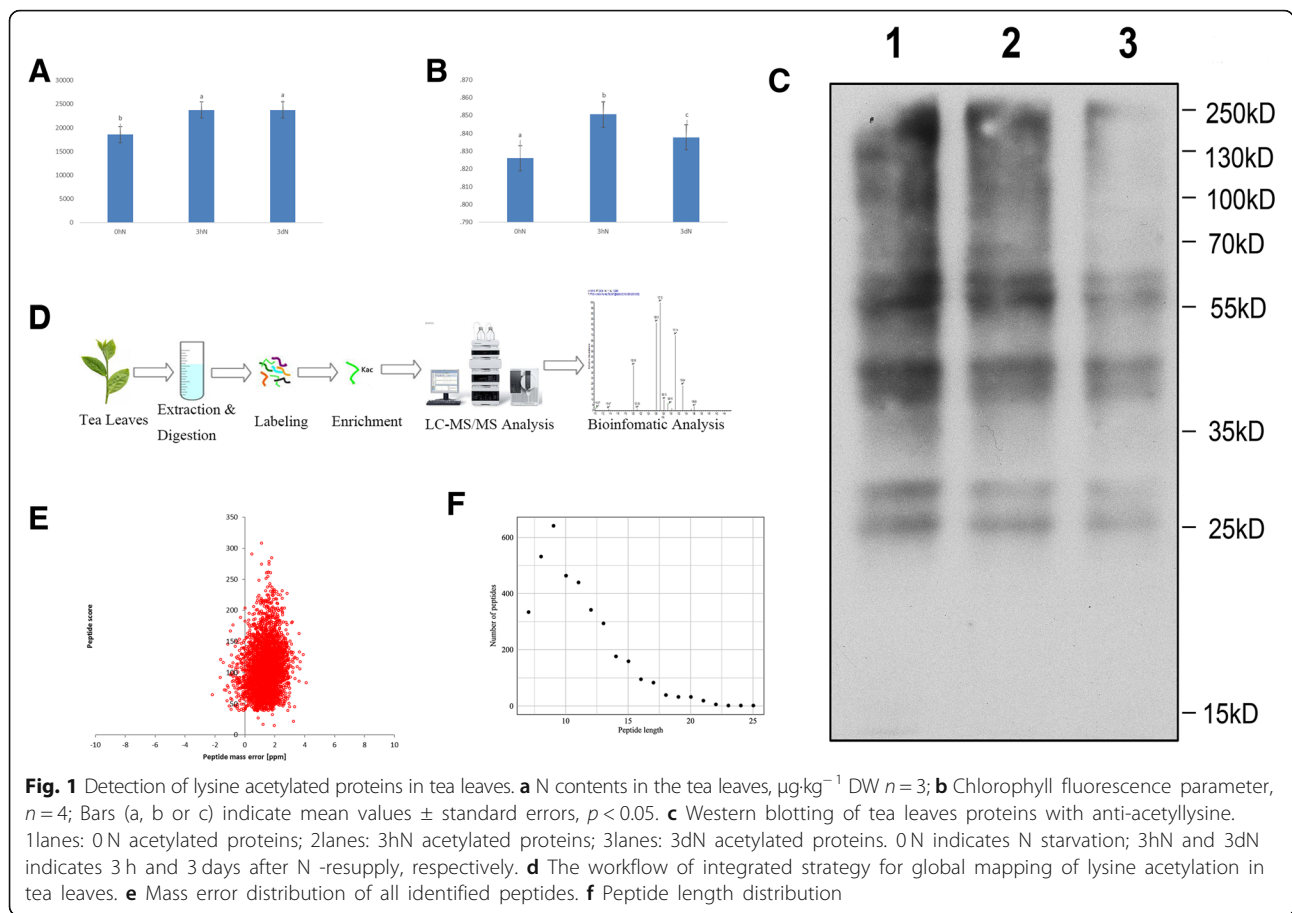 A
30000
25000
20000
15000
10000
5000
0
b
a
a
0hN
3hN
3dN
B
.870
.860
.850
.840
.830
.820
.810
.800
.790
a
b
c
0hN
3hN
3dN
C
1
2
3
250kD
130kD
100kD
70kD
55kD
35kD
25kD
15kD
D
Tea Leaves
Extraction &
Digestion
Labeling
Kac
Enrichment
LC-MS/MS Analysis
Bioinfomatic Analysis
E
350
300
250
200
150
100
50
0
Peptide score
-10
-8
-6
-4
-2
0
2
4
6
8
10
Peptide mass error [ppm]
F
600
400
200
0
Number of peptides
10
15
20
25
Peptide length
Fig. 1 Detection of lysine acetylated proteins in tea leaves. a N contents in the tea leaves, μg·kg⁻¹ DW n = 3; b Chlorophyll fluorescence parameter,
n = 4; Bars (a, b or c) indicate mean values ± standard errors, p < 0.05. c Western blotting of tea leaves proteins with anti-acetyllysine.
1lanes: 0 N acetylated proteins; 2lanes: 3hN acetylated proteins; 3lanes: 3dN acetylated proteins. 0 N indicates N starvation; 3hN and 3dN
indicates 3 h and 3 days after N -resupply, respectively. d The workflow of integrated strategy for global mapping of lysine acetylation in
tea leaves. e Mass error distribution of all identified peptides. f Peptide length distribution